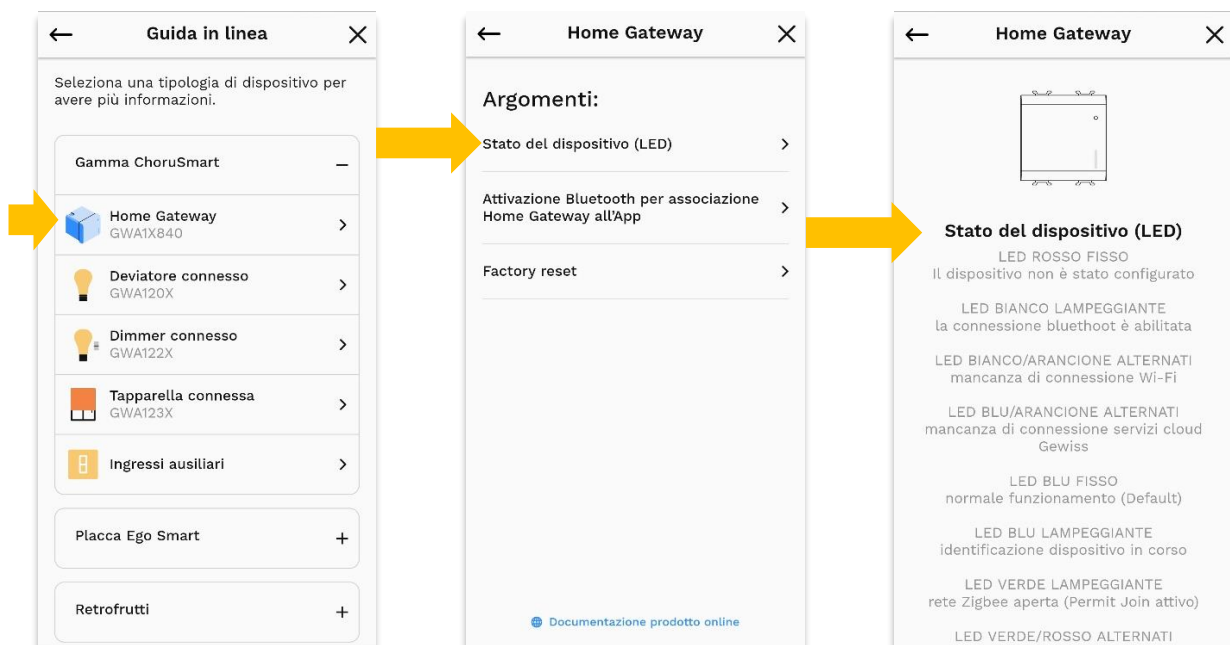 Guida in linea
Seleziona una tipologia di dispositivo per
avere più informazioni.
Gamma ChoruSmart
Home Gateway
GWA1X840
Deviatore connesso
GWA120X
Dimmer connesso
GWA122X
Tapparella connessa
GWA123X
Ingressi ausiliari
Placca Ego Smart
Retrofrutti
Home Gateway
Argomenti:
Stato del dispositivo (LED)
Attivazione Bluetooth per associazione
Home Gateway all'App
Factory reset
Documentazione prodotto online
Home Gateway
Stato del dispositivo (LED)
LED ROSSO FISSO
Il dispositivo non è stato configurato
LED BIANCO LAMPEGGIANTE
la connessione bluethoot è abilitata
LED BIANCO/ARANCIONE ALTERNATI
mancanza di connessione Wi-Fi
LED BLU/ARANCIONE ALTERNATI
mancanza di connessione servizi cloud
Gewiss
LED BLU FISSO
normale funzionamento (Default)
LED BLU LAMPEGGIANTE
identificazione dispositivo in corso
LED VERDE LAMPEGGIANTE
rete Zigbee aperta (Permit Join attivo)
LED VERDE/ROSSO ALTERNATI